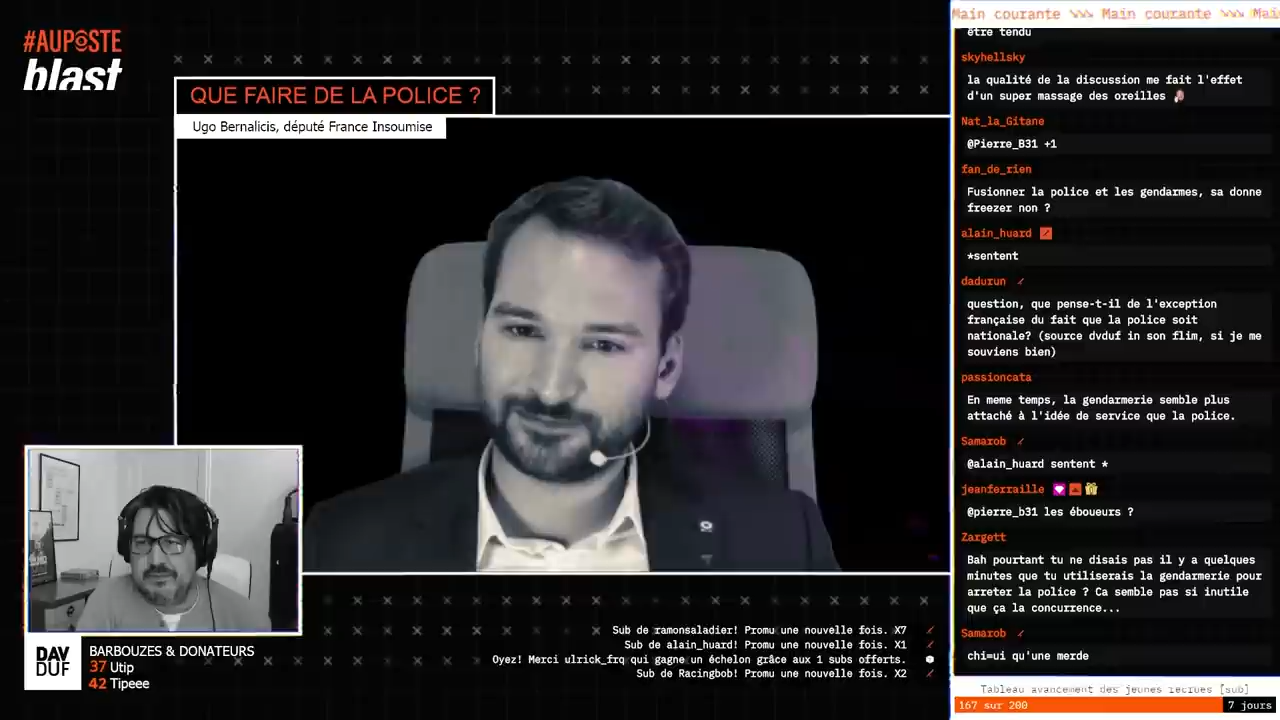 #AUPOSTE
blast
QUE FAIRE DE LA POLICE ?
Ugo Bernalicis, député France Insoumise
DAV
DUF
BARBOUZES & DONATEURS
37 Utip
42 Tipeee
Sub de ramonsaladier! Promu une nouvelle fois. X7
Sub de alain_huard! Promu une nouvelle fois. X1
Oyez! Merci ulrick_frq qui gagne un échelon grâce aux 1 subs offerts.
Sub de Racingbob! Promu une nouvelle fois. X2
Main courante Main courante Mai
être tendu
skyhellsky
la qualité de la discussion me fait l'effet
d'un super massage des oreilles
Nat_la_Gitane
@Pierre_B31 +1
fan_de_rien
Fusionner la police et les gendarmes, sa donne
freezer non ?
alain_huard
*sentent
dadurun
question, que pense-t-il de l'exception
française du fait que la police soit
nationale? (source dvduf in son flim, si je me
souviens bien)
passioncata
En meme temps, la gendarmerie semble plus
attaché à l'idée de service que la police.
Samarob
@alain_huard sentent *
jeanferraille
@pierre_b31 les éboueurs ?
Zargett
Bah pourtant tu ne disais pas il y a quelques
minutes que tu utiliserais la gendarmerie pour
arreter la police ? Ca semble pas si inutile
que ça la concurrence...
Samarob
chi=ui qu'une merde
Tableau avancement des jeunes recrues [sub]
167 sur 200
7 jours